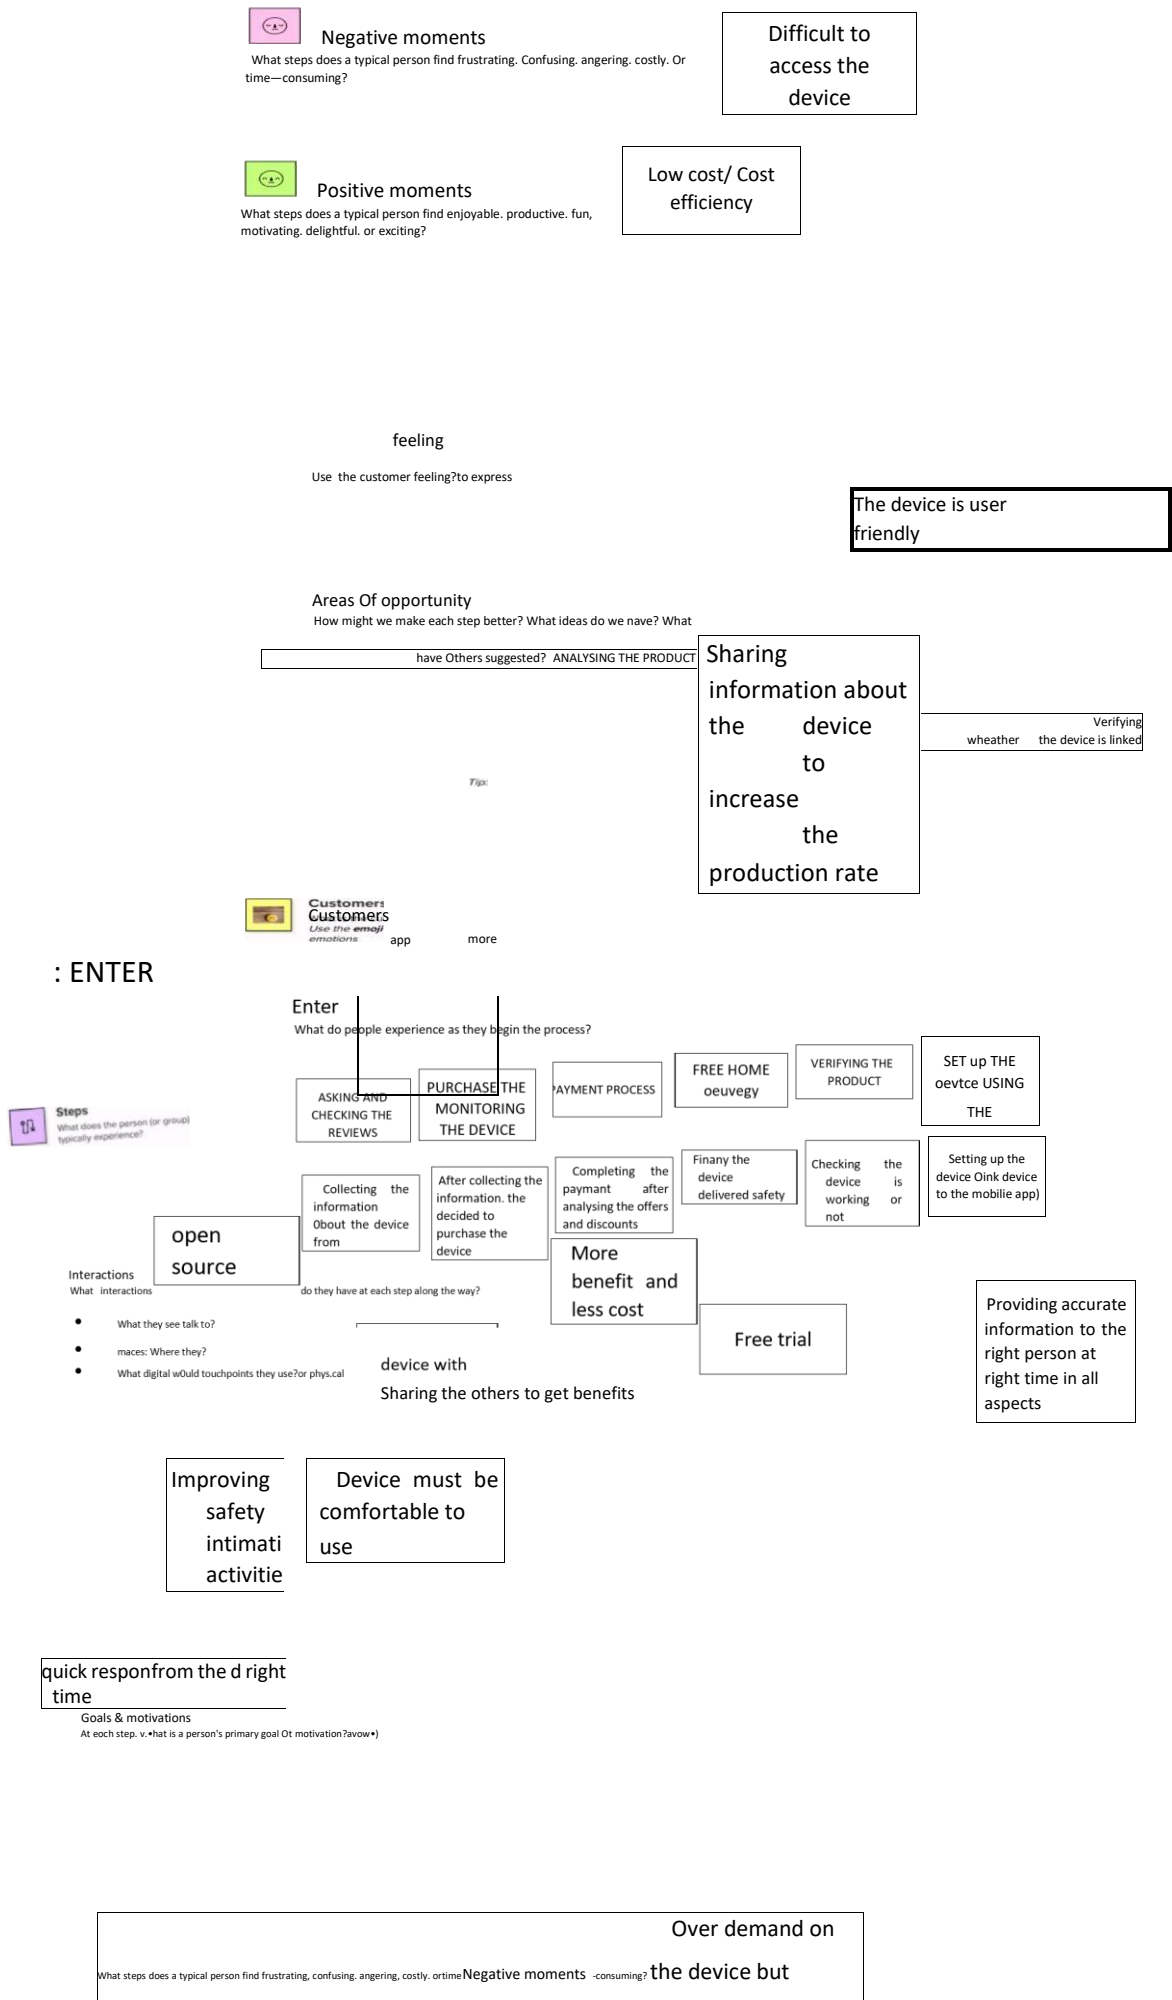 Negative moments
What steps does a typical person find frustrating. Confusing. angering. costly. Or
time—consuming?
Difficult to
access the
device
Positive moments
What steps does a typical person find enjoyable. productive. fun,
motivating. delightful. or exciting?
Low cost/ Cost
efficiency
feeling
Use the customer feeling?to express
The device is user
friendly
Areas Of opportunity
How might we make each step better? What ideas do we nave? What
have Others suggested? ANALYSING THE PRODUCT
Sharing
information about
the device
to
increase
the
production rate
Verifying
wheather the device is linked
Tip:
Customers
Customers
Use the emoji
emotions
app more
: ENTER
Enter
What do people experience as they begin the process?
Steps
What does the person (or group)
typically experience?
ASKING AND
CHECKING THE
REVIEWS
PURCHASE THE
MONITORING
THE DEVICE
PAYMENT PROCESS
FREE HOME
oeuvegy
VERIFYING THE
PRODUCT
SET up THE
oevtce USING
THE
Collecting the
information
0bout the device
from
After collecting the
information. the
decided to
purchase the
device
Completing the
paymant after
analysing the offers
and discounts
Finany the
device
delivered safety
Checking the
device is
working or
not
Setting up the
device Oink device
to the mobilie app)
open
source
More
benefit and
less cost
Free trial
Providing accurate
information to the
right person at
right time in all
aspects
Interactions
What interactions do they have at each step along the way?
• What they see talk to?
• maces: Where they?
• What digital w0uld touchpoints they use?or phys.cal
device with
Sharing the others to get benefits
Improving
safety
intimati
activitie
Device must be
comfortable to
use
quick responfrom the d right
time
Goals & motivations
At eoch step. v.•hat is a person's primary goal Ot motivation?avow•)
Over demand on
What steps does a typical person find frustrating, confusing. angering, costly. ortime Negative moments -consuming? the device but